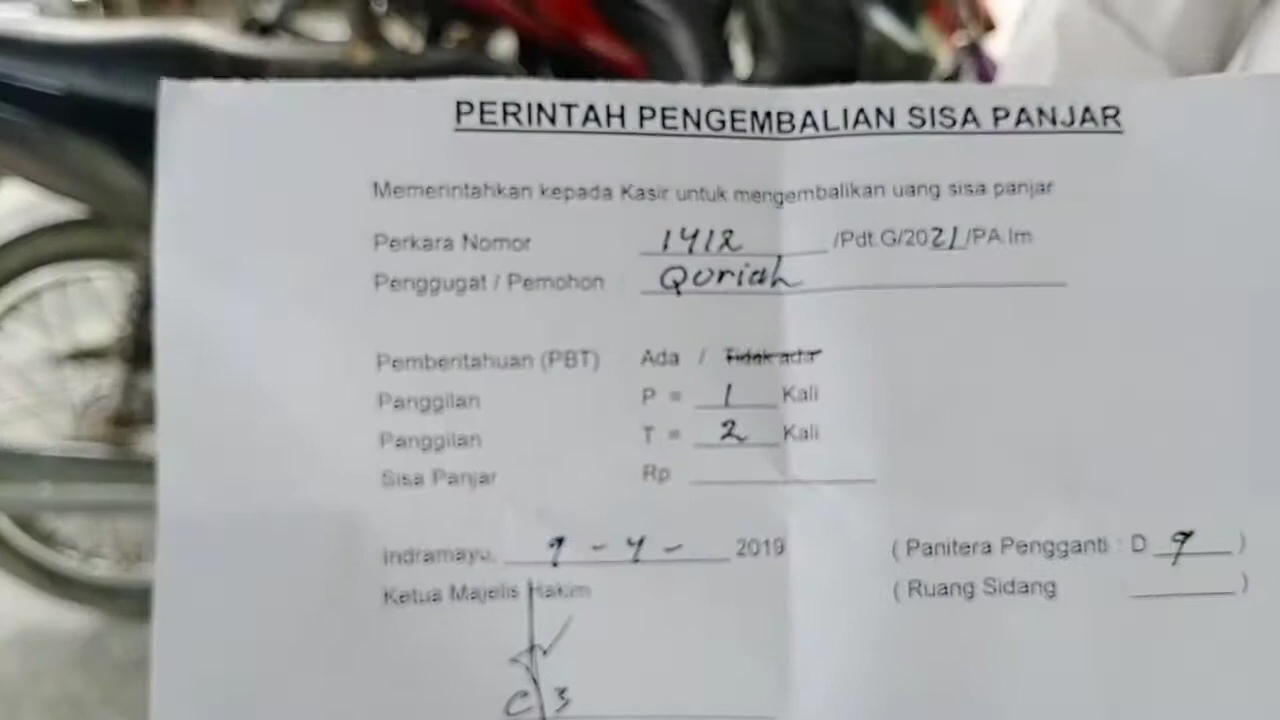 PERINTAH PENGEMBALIAN SISA PANJAR
Memerintahkan kepada Kasir untuk mengembalikan uang sisa panjar
Perkara Nomor 1412 /Pdt.G/2021/PA.Im
Penggugat / Pemohon Qoriah
Pemberitahuan (PBT) Ada / Tidak ada
Panggilan P = 1 Kali
Panggilan T = 2 Kali
Sisa Panjar Rp
Indramayu, 9 - 4 - 2019 ( Panitera Pengganti : D 9 )
Ketua Majelis Hakim ( Ruang Sidang )
C 3